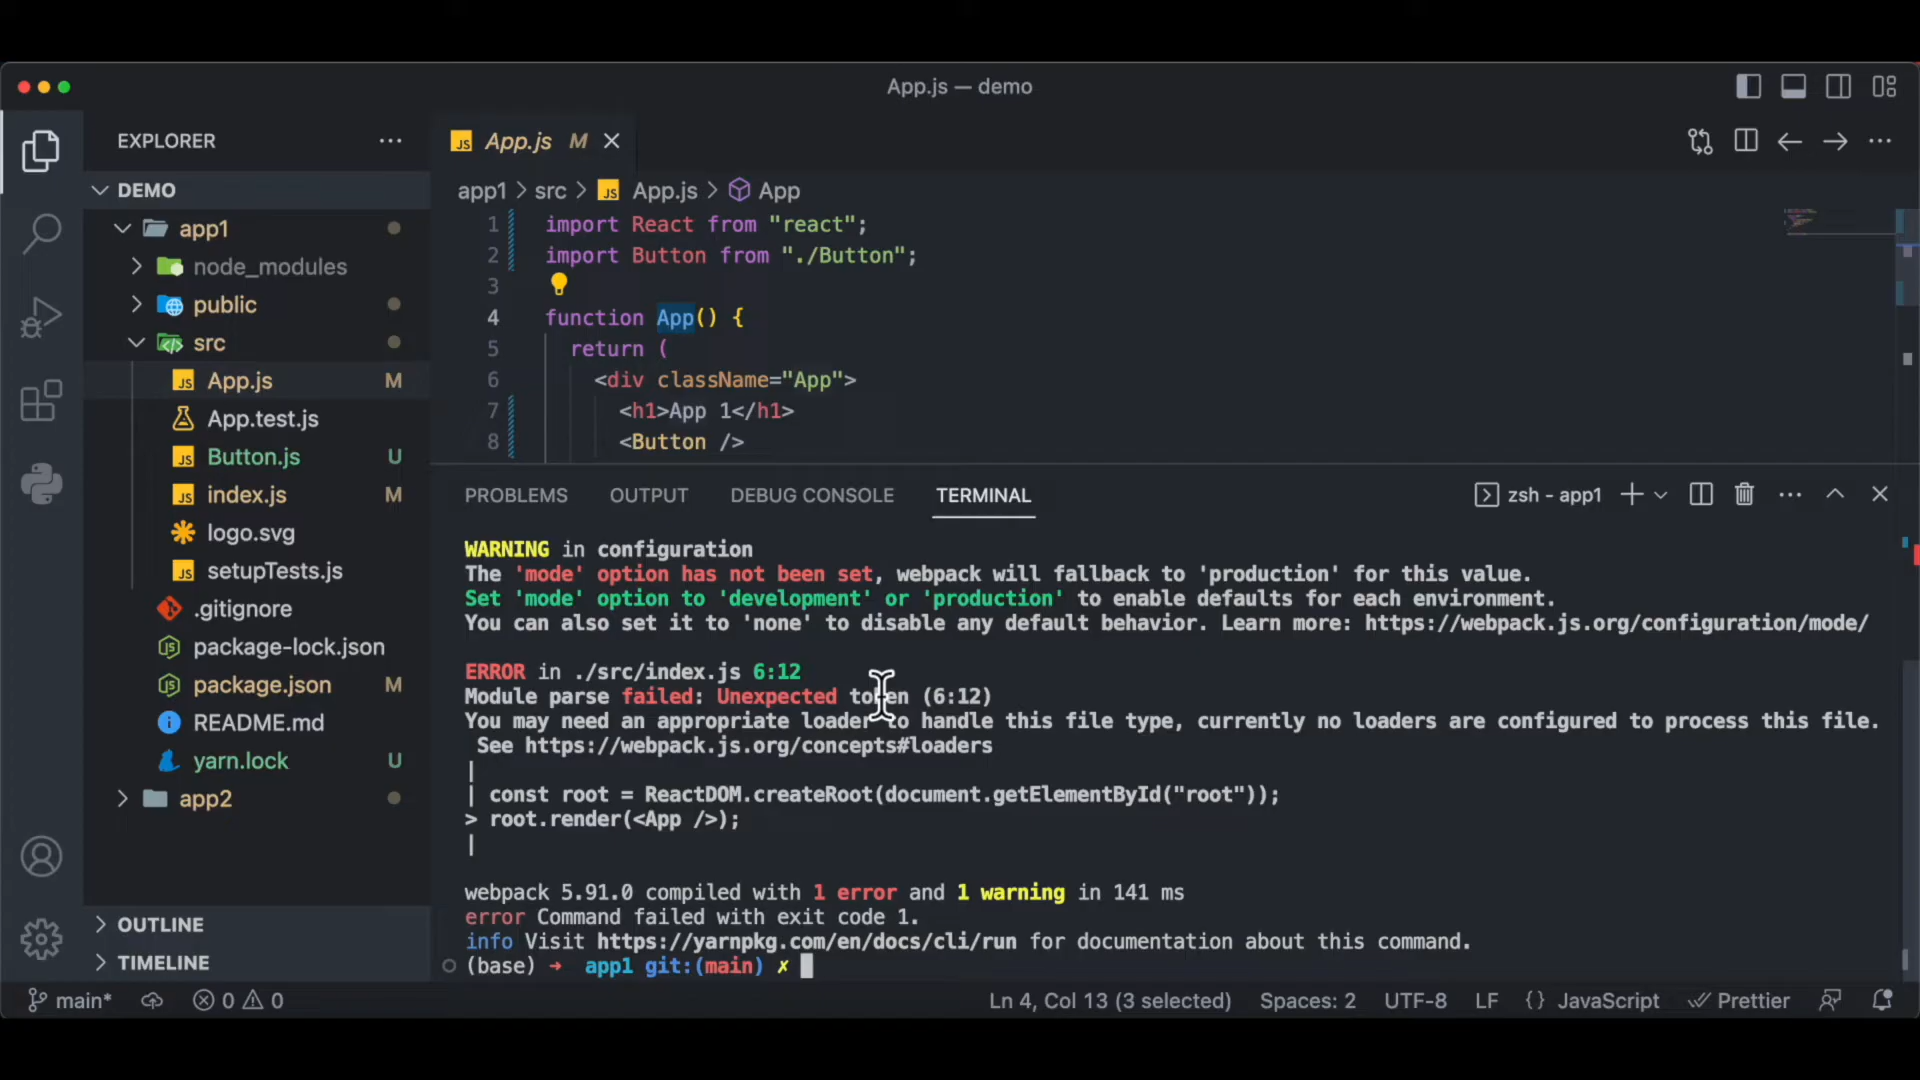 App.js — demo
EXPLORER
DEMO
app1
node_modules
public
src
App.js M
App.test.js
Button.js U
index.js M
logo.svg
setupTests.js
.gitignore
package-lock.json
package.json M
README.md
yarn.lock U
app2
OUTLINE
TIMELINE
App.js M
app1 > src > JS App.js > App
1 import React from "react";
2 import Button from "./Button";
3
4 function App() {
5 return (
6 <div className="App">
7 <h1>App 1</h1>
8 <Button />
PROBLEMS OUTPUT DEBUG CONSOLE TERMINAL
zsh - app1
WARNING in configuration
The 'mode' option has not been set, webpack will fallback to 'production' for this value.
Set 'mode' option to 'development' or 'production' to enable defaults for each environment.
You can also set it to 'none' to disable any default behavior. Learn more: https://webpack.js.org/configuration/mode/
ERROR in ./src/index.js 6:12
Module parse failed: Unexpected token (6:12)
You may need an appropriate loader to handle this file type, currently no loaders are configured to process this file.
See https://webpack.js.org/concepts#loaders
|
| const root = ReactDOM.createRoot(document.getElementById("root"));
> root.render(<App />);
|
webpack 5.91.0 compiled with 1 error and 1 warning in 141 ms
error Command failed with exit code 1.
info Visit https://yarnpkg.com/en/docs/cli/run for documentation about this command.
(base) ➜ app1 git:(main) ✗
main* 0 0 Ln 4, Col 13 (3 selected) Spaces: 2 UTF-8 LF {} JavaScript Prettier